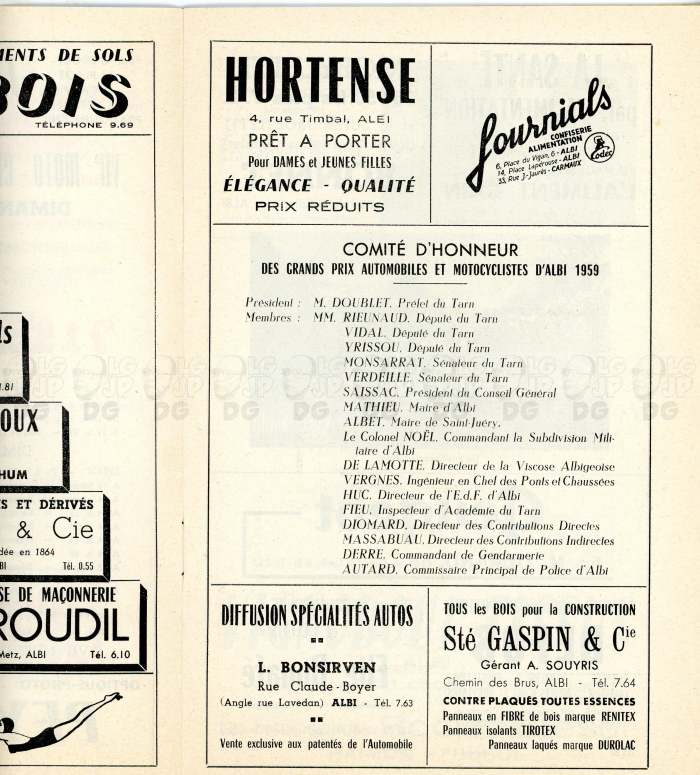 MENTS DE SOLS
BOIS
TÉLÉPHONE 9.69
OUX
HUM
S ET DÉRIVÉS
& Cie
dée en 1864
BI Tél. 0.55
SE DE MAÇONNERIE
ROUDIL
Metz, ALBI Tél. 6.10
HORTENSE
4, rue Timbal, ALBI
PRÊT A PORTER
Pour DAMES et JEUNES FILLES
ÉLÉGANCE - QUALITÉ
PRIX RÉDUITS
fournials
CONFISERIE
ALIMENTATION
6, Place du Vigan, 6 - ALBI
14, Place Lapérouse - ALBI
33, Rue J.-Jaurès - CARMAUX
Codec
COMITÉ D'HONNEUR
DES GRANDS PRIX AUTOMOBILES ET MOTOCYCLISTES D'ALBI 1959
Président : M. DOUBLET, Préfet du Tarn
Membres : MM. RIEUNAUD, Député du Tarn
VIDAL, Député du Tarn
YRISSOU, Député du Tarn
MONSARRAT, Sénateur du Tarn
VERDEILLE, Sénateur du Tarn
SAISSAC, Président du Conseil Général
MATHIEU, Maire d'Albi
ALBET, Maire de Saint-Juéry,
Le Colonel NOËL, Commandant la Subdivision Mili-
taire d'Albi
DE LAMOTTE, Directeur de la Viscose Albigeoise
VERGNES, Ingénieur en Chef des Ponts et Chaussées
HUC, Directeur de l'E.d.F. d'Albi
FIEU, Inspecteur d'Académie du Tarn
DIOMARD, Directeur des Contributions Directes
MASSABUAU, Directeur des Contributions Indirectes
DERRE, Commandant de Gendarmerie
AUTARD, Commissaire Principal de Police d'Albi
DIFFUSION SPÉCIALITÉS AUTOS
L. BONSIRVEN
Rue Claude-Boyer
(Angle rue Lavedan) ALBI - Tél. 7.63
Vente exclusive aux patentés de l'Automobile
TOUS les BOIS pour la CONSTRUCTION
Sté GASPIN & Cie
Gérant A. SOUYRIS
Chemin des Brus, ALBI - Tél. 7.64
CONTRE PLAQUÉS TOUTES ESSENCES
Panneaux en FIBRE de bois marque RENITEX
Panneaux isolants TIROTEX
Panneaux laqués marque DUROLAC